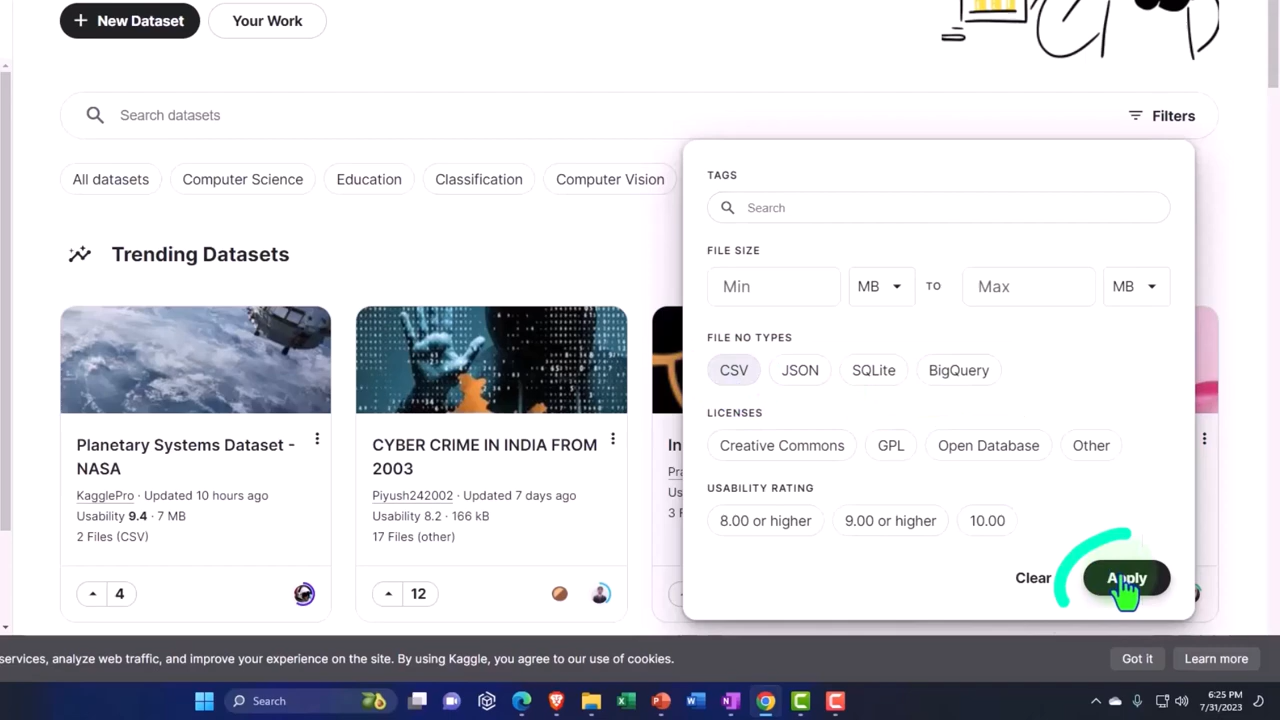 New Dataset
Your Work
Search datasets
Filters
All datasets
Computer Science
Education
Classification
Computer Vision
TAGS
Search
FILE SIZE
Min
MB
TO
Max
MB
FILE NO TYPES
CSV
JSON
SQLite
BigQuery
LICENSES
Creative Commons
GPL
Open Database
Other
USABILITY RATING
8.00 or higher
9.00 or higher
10.00
Clear
Apply
Trending Datasets
Planetary Systems Dataset -
NASA
KagglePro · Updated 10 hours ago
Usability 9.4 · 7 MB
2 Files (CSV)
4
CYBER CRIME IN INDIA FROM
2003
Piyush242002 · Updated 7 days ago
Usability 8.2 · 166 kB
17 Files (other)
12
services, analyze web traffic, and improve your experience on the site. By using Kaggle, you agree to our use of cookies.
Got it
Learn more
Search
6:25 PM
7/31/2023